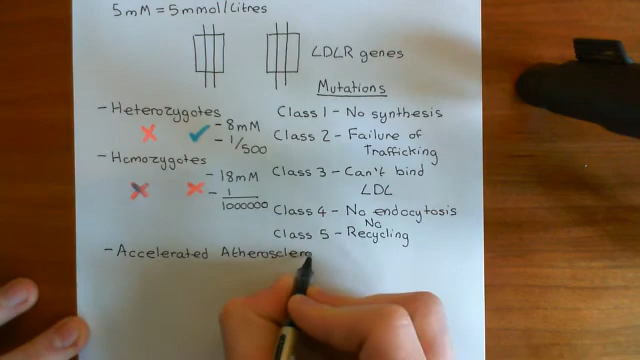 5mM = 5mmol/Litres
LDLR genes
Mutations
- Heterozygotes
- 8mM
- 1/500
- Homozygotes
- 18mM
- 1/1000000
Class 1 - No synthesis
Class 2 - Failure of
Trafficking
Class 3 - Can't bind
LDL
Class 4 - No endocytosis
Class 5 - No Recycling
- Accelerated Atherosclero